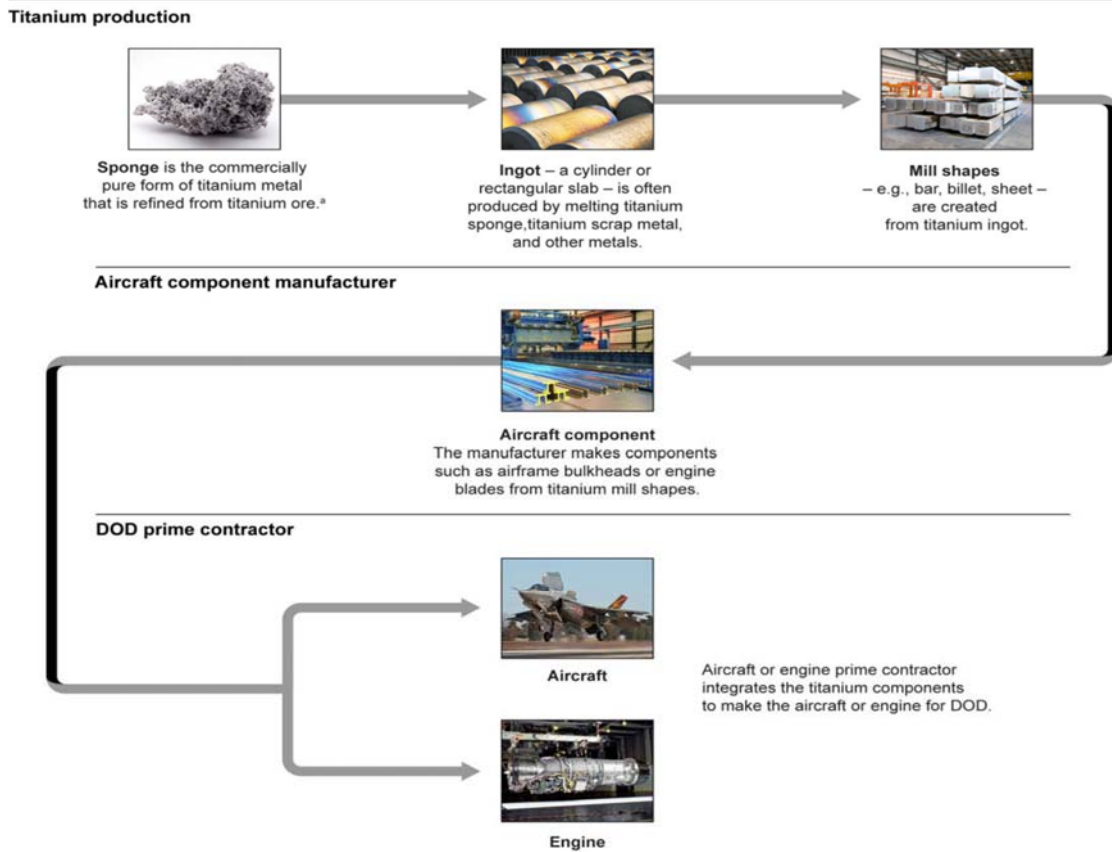 Titanium production
Sponge is the commercially
pure form of titanium metal
that is refined from titanium ore.ᵃ
Ingot – a cylinder or
rectangular slab – is often
produced by melting titanium
sponge,titanium scrap metal,
and other metals.
Mill shapes
– e.g., bar, billet, sheet –
are created
from titanium ingot.
Aircraft component manufacturer
Aircraft component
The manufacturer makes components
such as airframe bulkheads or engine
blades from titanium mill shapes.
DOD prime contractor
Aircraft
Aircraft or engine prime contractor
integrates the titanium components
to make the aircraft or engine for DOD.
Engine